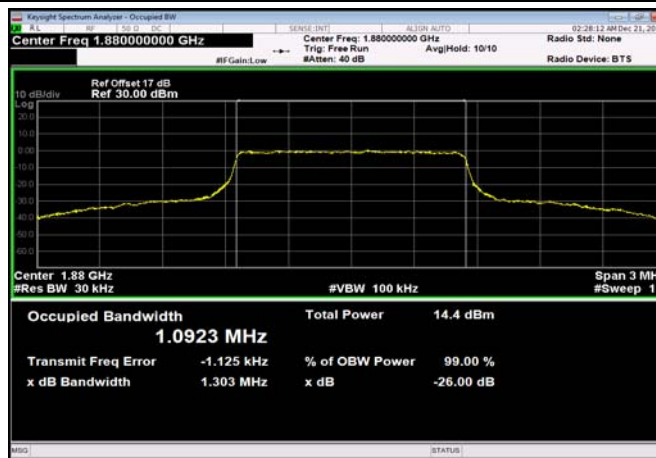 Keysight Spectrum Analyzer - Occupied BW
RL RF 50 Ω DC SENSE:INT ALIGN AUTO 02:28:12 AM Dec 21, 20
Center Freq 1.880000000 GHz Center Freq: 1.880000000 GHz Radio Std: None
Trig: Free Run Avg|Hold: 10/10
#IFGain:Low #Atten: 40 dB Radio Device: BTS
Ref Offset 17 dB
10 dB/div Ref 30.00 dBm
Log
20.0
10.0
0.00
-10.0
-20.0
-30.0
-40.0
-50.0
-60.0
Center 1.88 GHz Span 3 MH
#Res BW 30 kHz #VBW 100 kHz #Sweep 1
Occupied Bandwidth Total Power 14.4 dBm
1.0923 MHz
Transmit Freq Error -1.125 kHz % of OBW Power 99.00 %
x dB Bandwidth 1.303 MHz x dB -26.00 dB
MSG STATUS